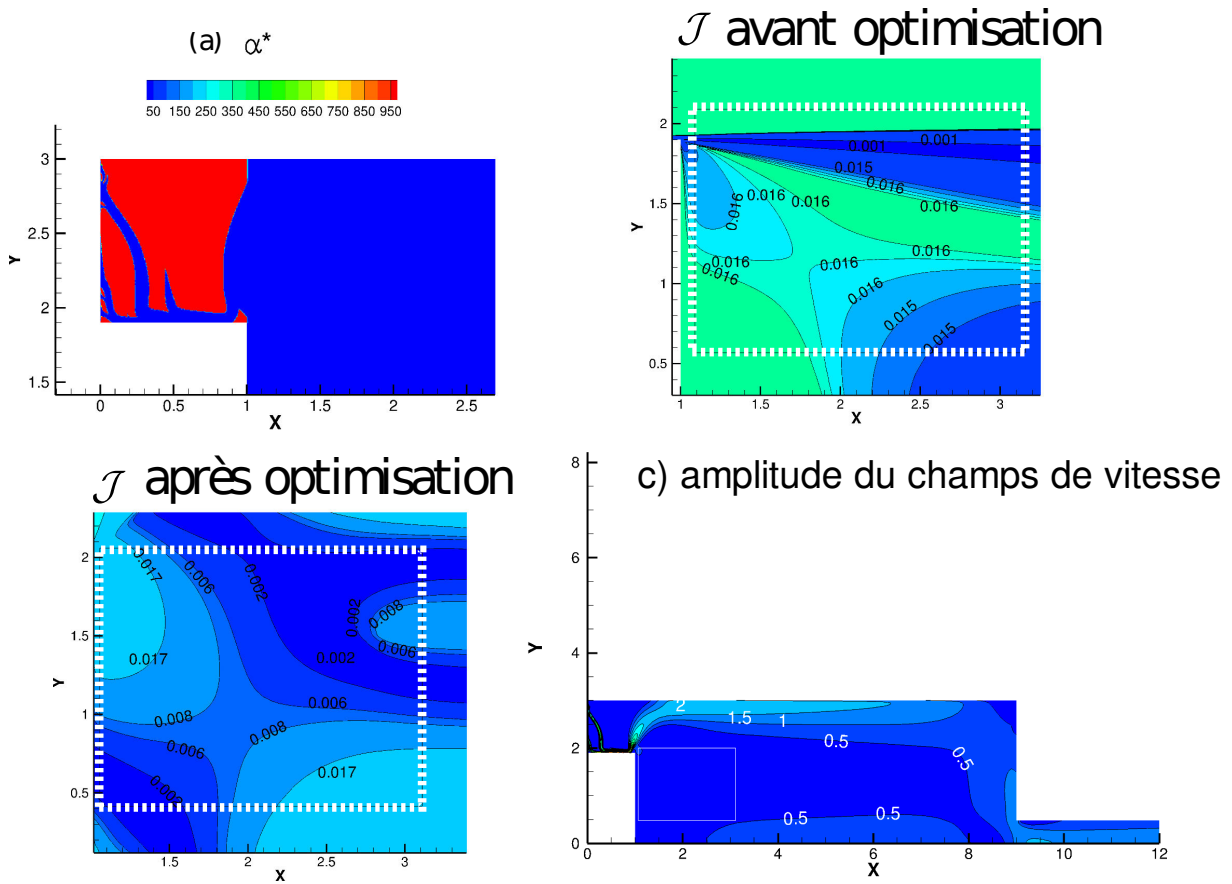 (a) α*
50 150 250 350 450 550 650 750 850 950
Y
3
2.5
2
1.5
0 0.5 1 1.5 2 2.5
X
𝒥 avant optimisation
Y
2
1.5
1
0.5
0.001 0.001
0.015
0.016
0.016
0.016 0.016
0.016
0.016
0.016
0.016
0.016
0.016
0.015
0.015
1 1.5 2 2.5 3
X
𝒥 après optimisation
Y
2
1.5
1
0.5
0.017
0.006
0.002
0.002
0.008
0.006
0.017
0.002
0.006
0.008
0.008
0.006
0.017
1.5 2 2.5 3
X
c) amplitude du champs de vitesse
Y
8
6
4
2
0
2
1.5 1
0.5
0.5
0.5
0.5 0.5
0 2 4 6 8 10 12
X